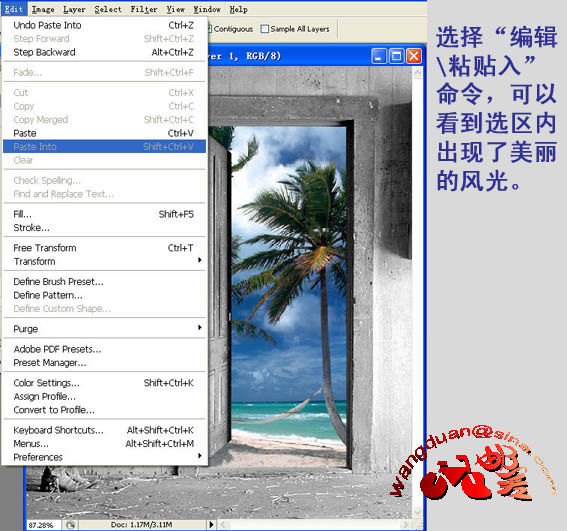 Edit Image Layer Select Filter View Window Help
Undo Paste Into Ctrl+Z
Step Forward Shift+Ctrl+Z
Step Backward Alt+Ctrl+Z
Fade... Shift+Ctrl+F
Cut Ctrl+X
Copy Ctrl+C
Copy Merged Shift+Ctrl+C
Paste Ctrl+V
Paste Into Shift+Ctrl+V
Clear
Check Spelling...
Find and Replace Text...
Fill... Shift+F5
Stroke...
Free Transform Ctrl+T
Transform
Define Brush Preset...
Define Pattern...
Define Custom Shape...
Purge
Adobe PDF Presets...
Preset Manager...
Color Settings... Shift+Ctrl+K
Assign Profile...
Convert to Profile...
Keyboard Shortcuts... Alt+Shift+Ctrl+K
Menus... Alt+Shift+Ctrl+M
Preferences
Contiguous Sample All Layers
er 1, RGB/8)
87.28% Doc: 1.17M/3.11M
选择“编辑
\粘贴入”
命令，可以
看到选区内
出现了美丽
的风光。
wangduan@sina.com